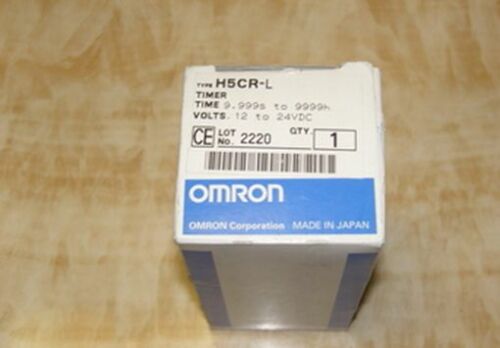 TYPE H5CR-L
TIMER
TIME 9.999s to 9999h
VOLTS. 12 to 24VDC
CE LOT No. 2220 QTY. 1
OMRON
OMRON Corporation MADE IN JAPAN